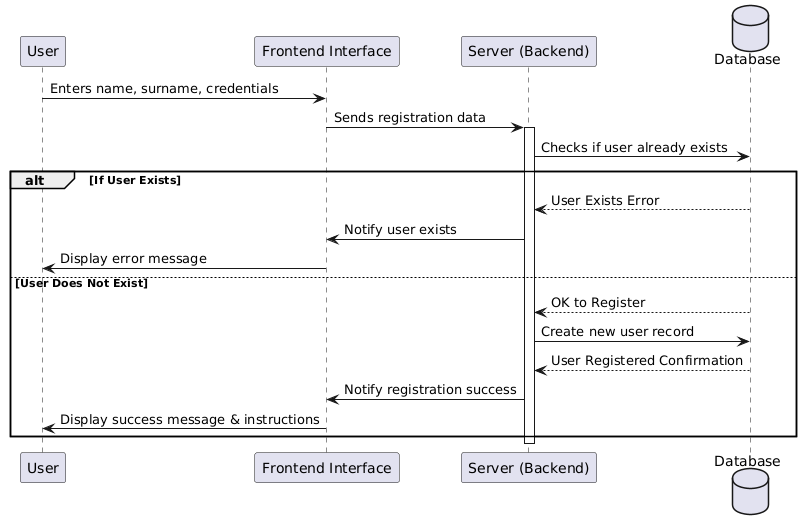 User
Frontend Interface
Server (Backend)
Database
Enters name, surname, credentials
Sends registration data
Checks if user already exists
alt
[If User Exists]
User Exists Error
Notify user exists
Display error message
[User Does Not Exist]
OK to Register
Create new user record
User Registered Confirmation
Notify registration success
Display success message & instructions
User
Frontend Interface
Server (Backend)
Database